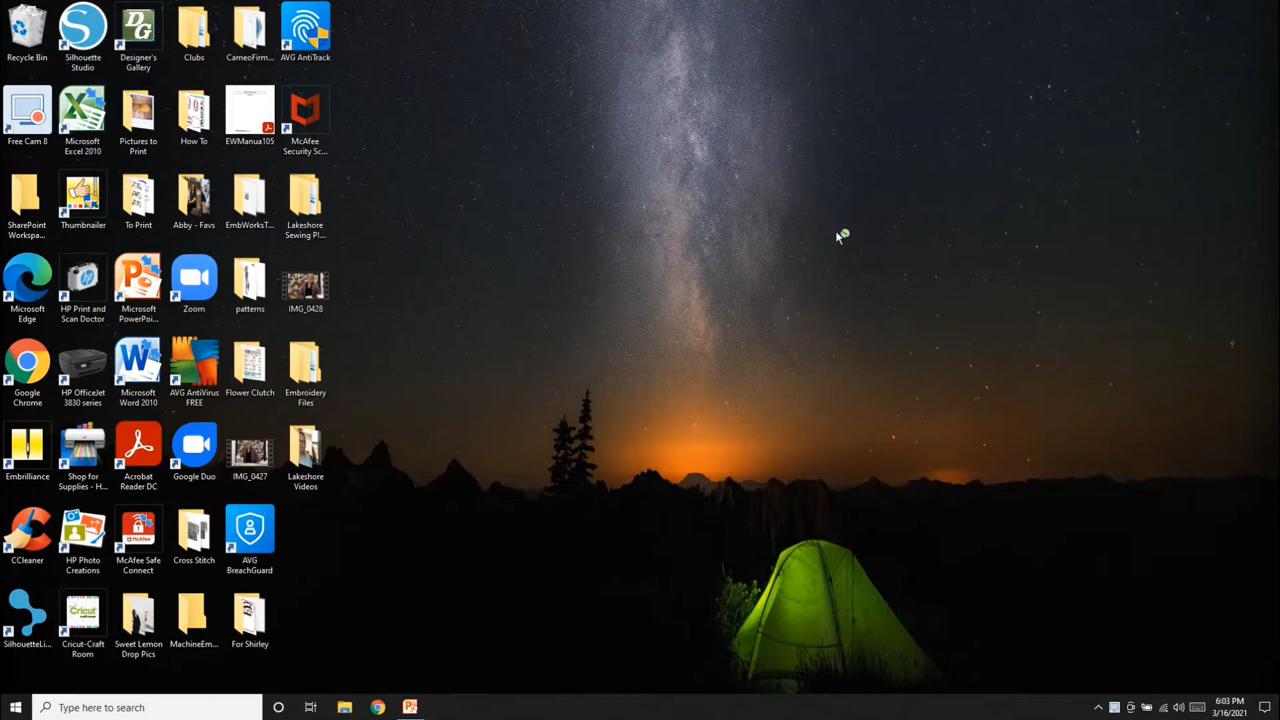 Recycle Bin
Silhouette Studio
Designer's Gallery
Clubs
CameoFirm...
AVG AntiTrack
Free Cam 8
Microsoft Excel 2010
Pictures to Print
How To
EWManua105
McAfee Security Sc...
SharePoint Workspa...
Thumbnailer
To Print
Abby - Favs
EmbWorksT...
Lakeshore Sewing Pl...
Microsoft Edge
HP Print and Scan Doctor
Microsoft PowerPoi...
Zoom
patterns
IMG_0428
Google Chrome
HP OfficeJet 3830 series
Microsoft Word 2010
AVG AntiVirus FREE
Flower Clutch
Embroidery Files
Embrilliance
Shop for Supplies - H...
Acrobat Reader DC
Google Duo
IMG_0427
Lakeshore Videos
CCleaner
HP Photo Creations
McAfee Safe Connect
Cross Stitch
AVG BreachGuard
SilhouetteLi...
Cricut-Craft Room
Sweet Lemon Drop Pics
MachineEm...
For Shirley
Type here to search
6:03 PM
3/16/2021